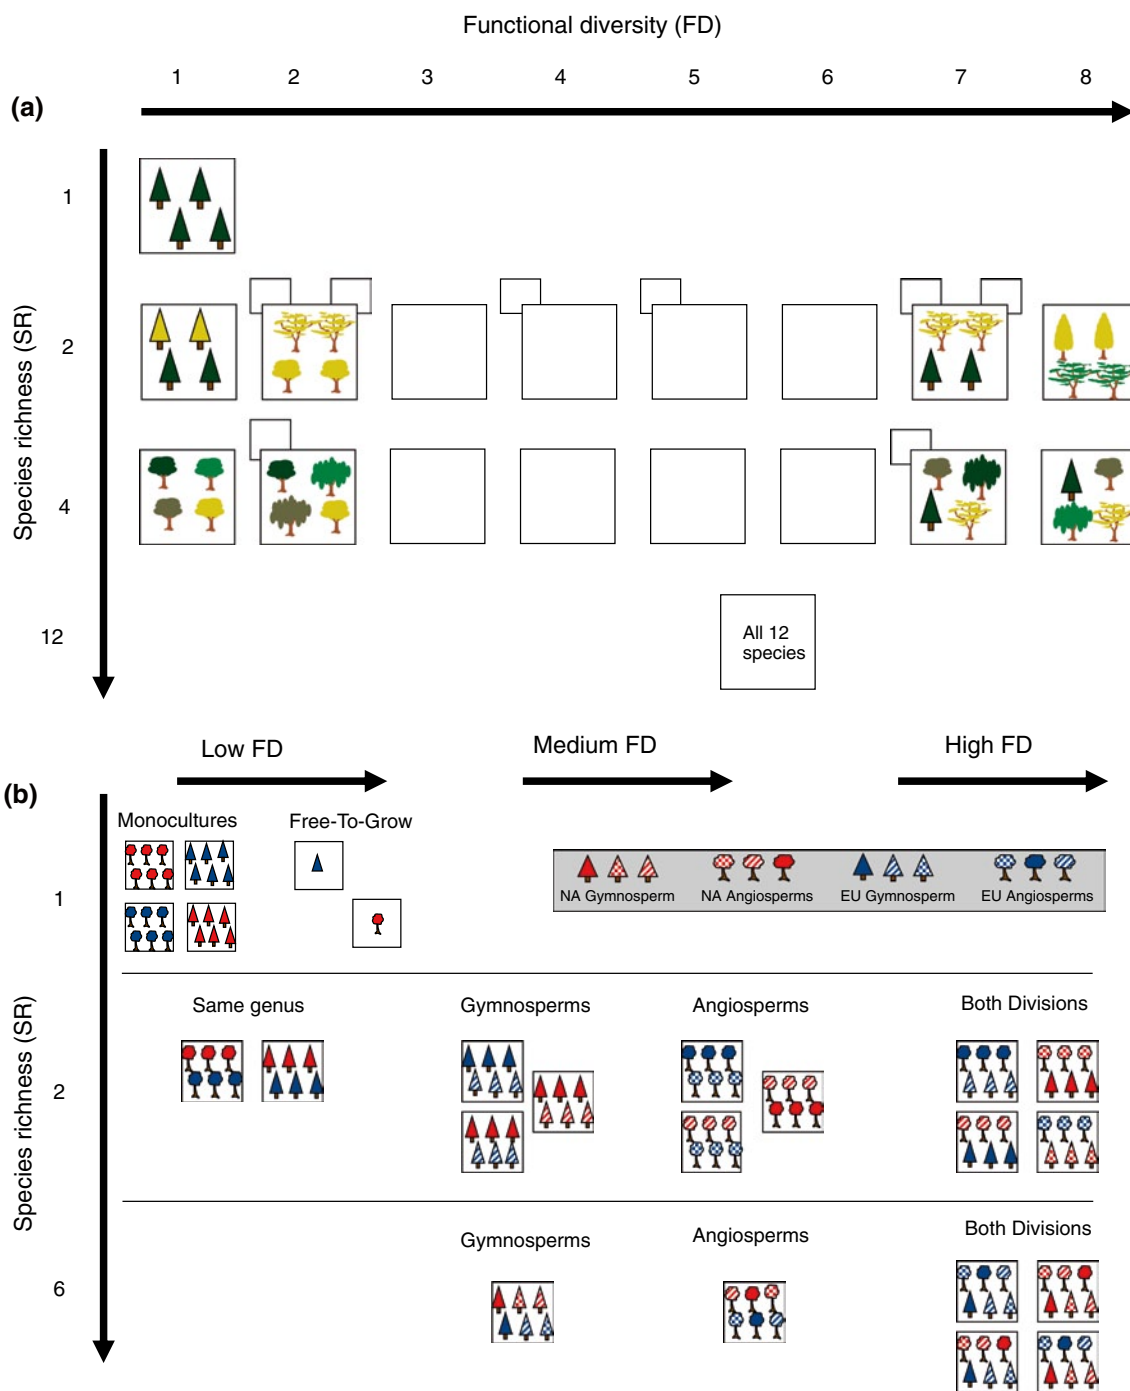 Functional diversity (FD)
1 2 3 4 5 6 7 8
(a)
Species richness (SR)
1
2
4
12
All 12
species
Low FD Medium FD High FD
(b)
Species richness (SR)
Monocultures Free-To-Grow
1
NA Gymnosperm NA Angiosperms EU Gymnosperm EU Angiosperms
Same genus Gymnosperms Angiosperms Both Divisions
2
Gymnosperms Angiosperms Both Divisions
6